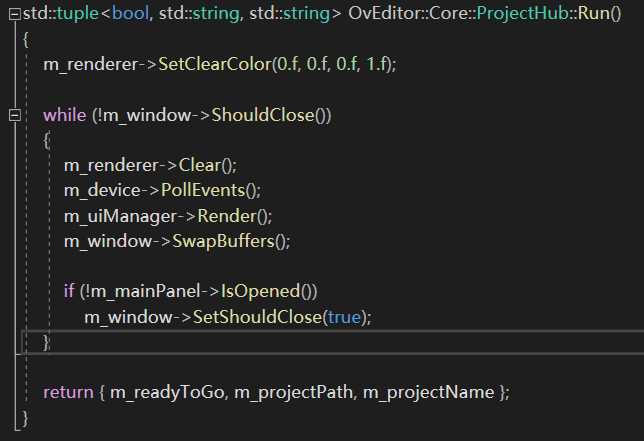 std::tuple<bool, std::string, std::string> OvEditor::Core::ProjectHub::Run()
{
m_renderer->SetClearColor(0.f, 0.f, 0.f, 1.f);
while (!m_window->ShouldClose())
{
m_renderer->Clear();
m_device->PollEvents();
m_uiManager->Render();
m_window->SwapBuffers();
if (!m_mainPanel->IsOpened())
m_window->SetShouldClose(true);
}
return { m_readyToGo, m_projectPath, m_projectName };
}